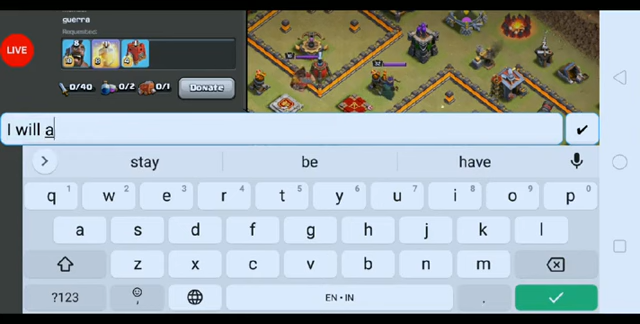 guerra
Requested:
8
LIVE
0/40 0/2 0/1 Donate
I will a
stay be have
q 1 w 2 e 3 r 4 t 5 y 6 u 7 i 8 o 9 p 0
a s d f g h j k l
z x c v b n m
?123 , EN • IN .